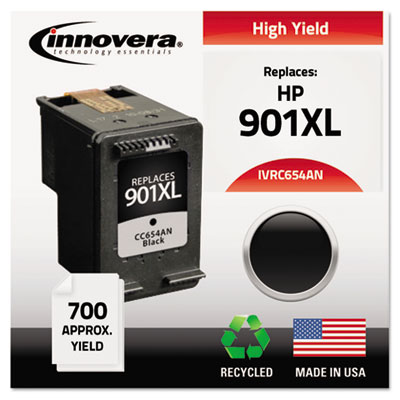 innovera
technology essentials
High Yield
Replaces:
HP
901XL
IVRC654AN
REPLACES
901XL
CC654AN
Black
700
APPROX.
YIELD
RECYCLED
MADE IN USA